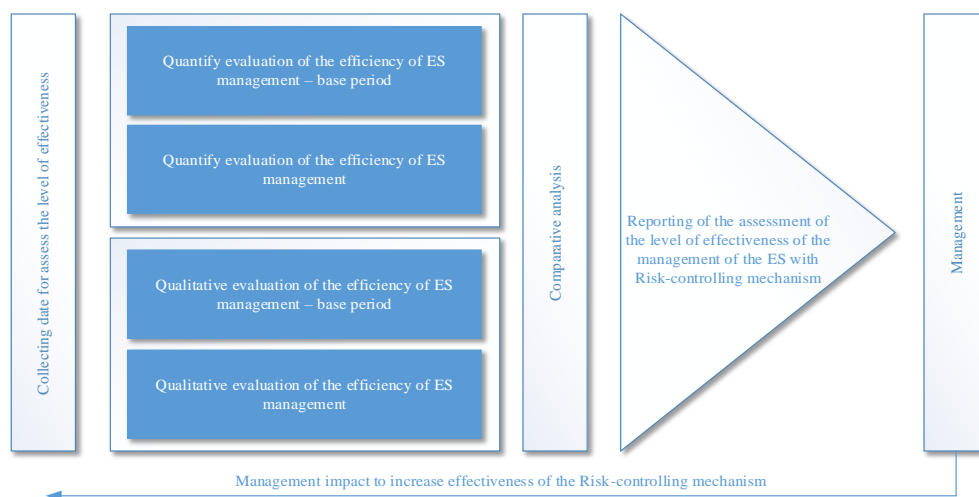 Collecting date for assess the level of effectiveness
Quantify evaluation of the efficiency of ES
management – base period
Quantify evaluation of the efficiency of ES
management
Qualitative evaluation of the efficiency of ES
management – base period
Qualitative evaluation of the efficiency of ES
management
Comparative analysis
Reporting of the assessment of
the level of effectiveness of the
management of the ES with
Risk-controlling mechanism
Management
Management impact to increase effectiveness of the Risk-controlling mechanism